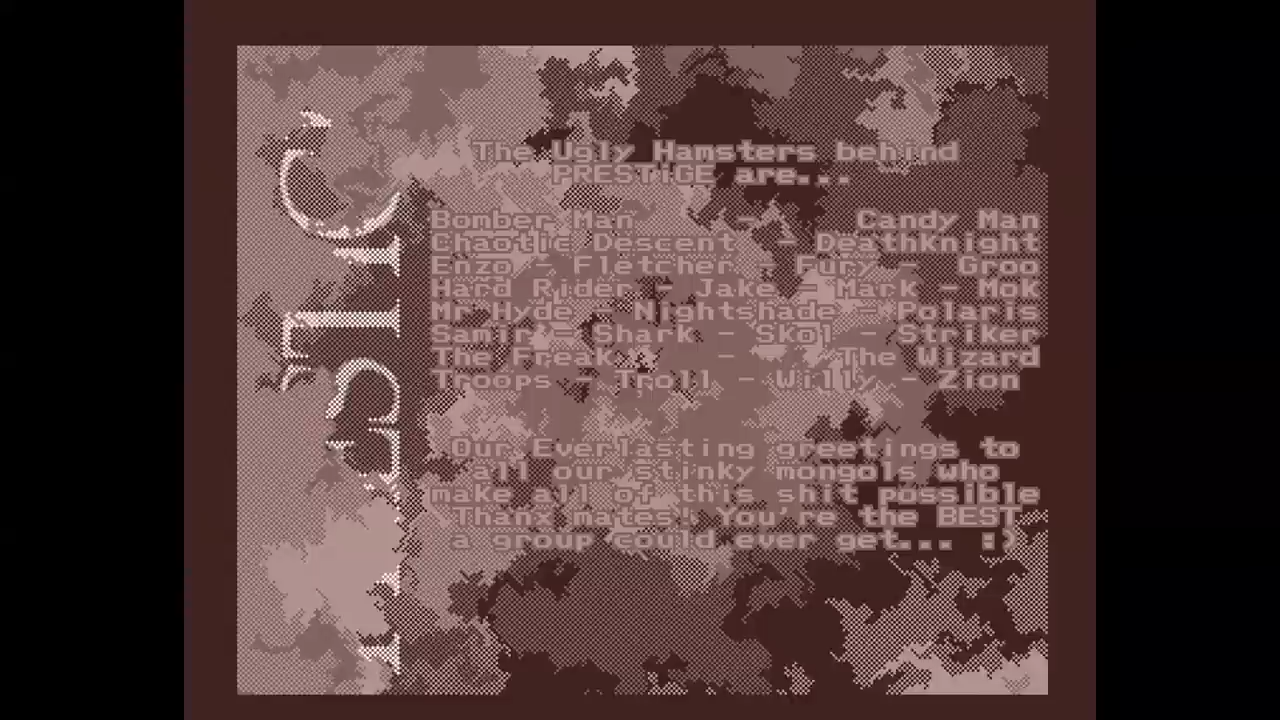 The Ugly Hamsters behind
PRESTiGE are...
Bomber Man - Candy Man
Chaotic Descent - Deathknight
Enzo - Fletcher - Fury - Groo
Hard Rider - Jake - Mark - Mok
Mr Hyde - Nightshade - Polaris
Samir - Shark - Skol - Striker
The Freak - The Wizard
Troops - Troll - Willy - Zion
Our Everlasting greetings to
all our stinky mongols who
make all of this shit possible
Thanx mates. You're the BEST
a group could ever get... :)